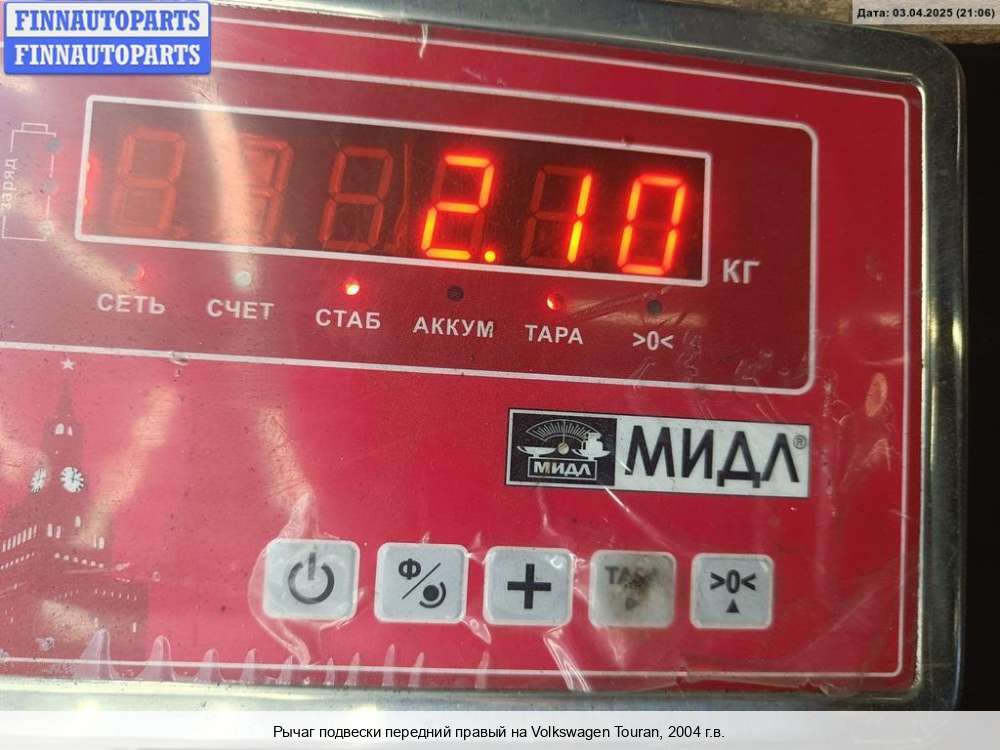 FINNAUTOPARTS
FINNAUTOPARTS
Дата: 03.04.2025 (21:06)
заряд
2.10
КГ
СЕТЬ СЧЕТ СТАБ АККУМ ТАРА >0<
МИДЛ МИДЛ®
Ф + ТАРА >0<
Рычаг подвески передний правый на Volkswagen Touran, 2004 г.в.